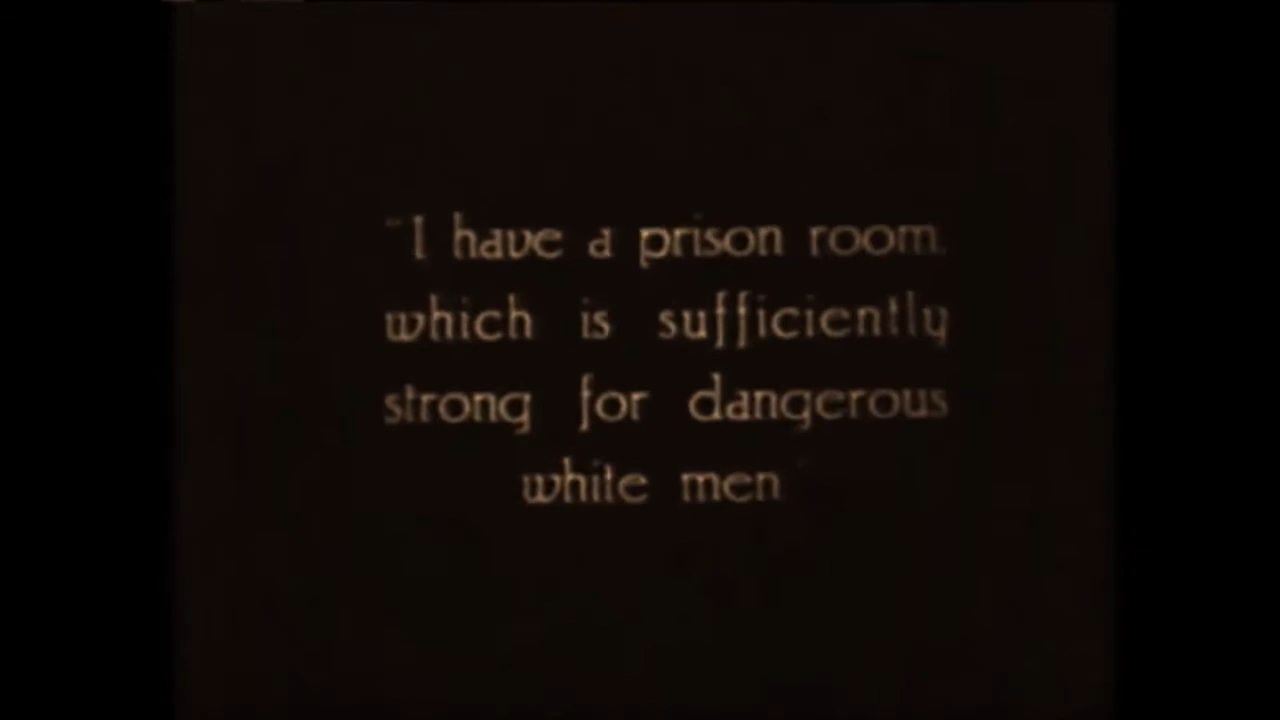 "I have a prison room
which is sufficiently
strong for dangerous
white men"